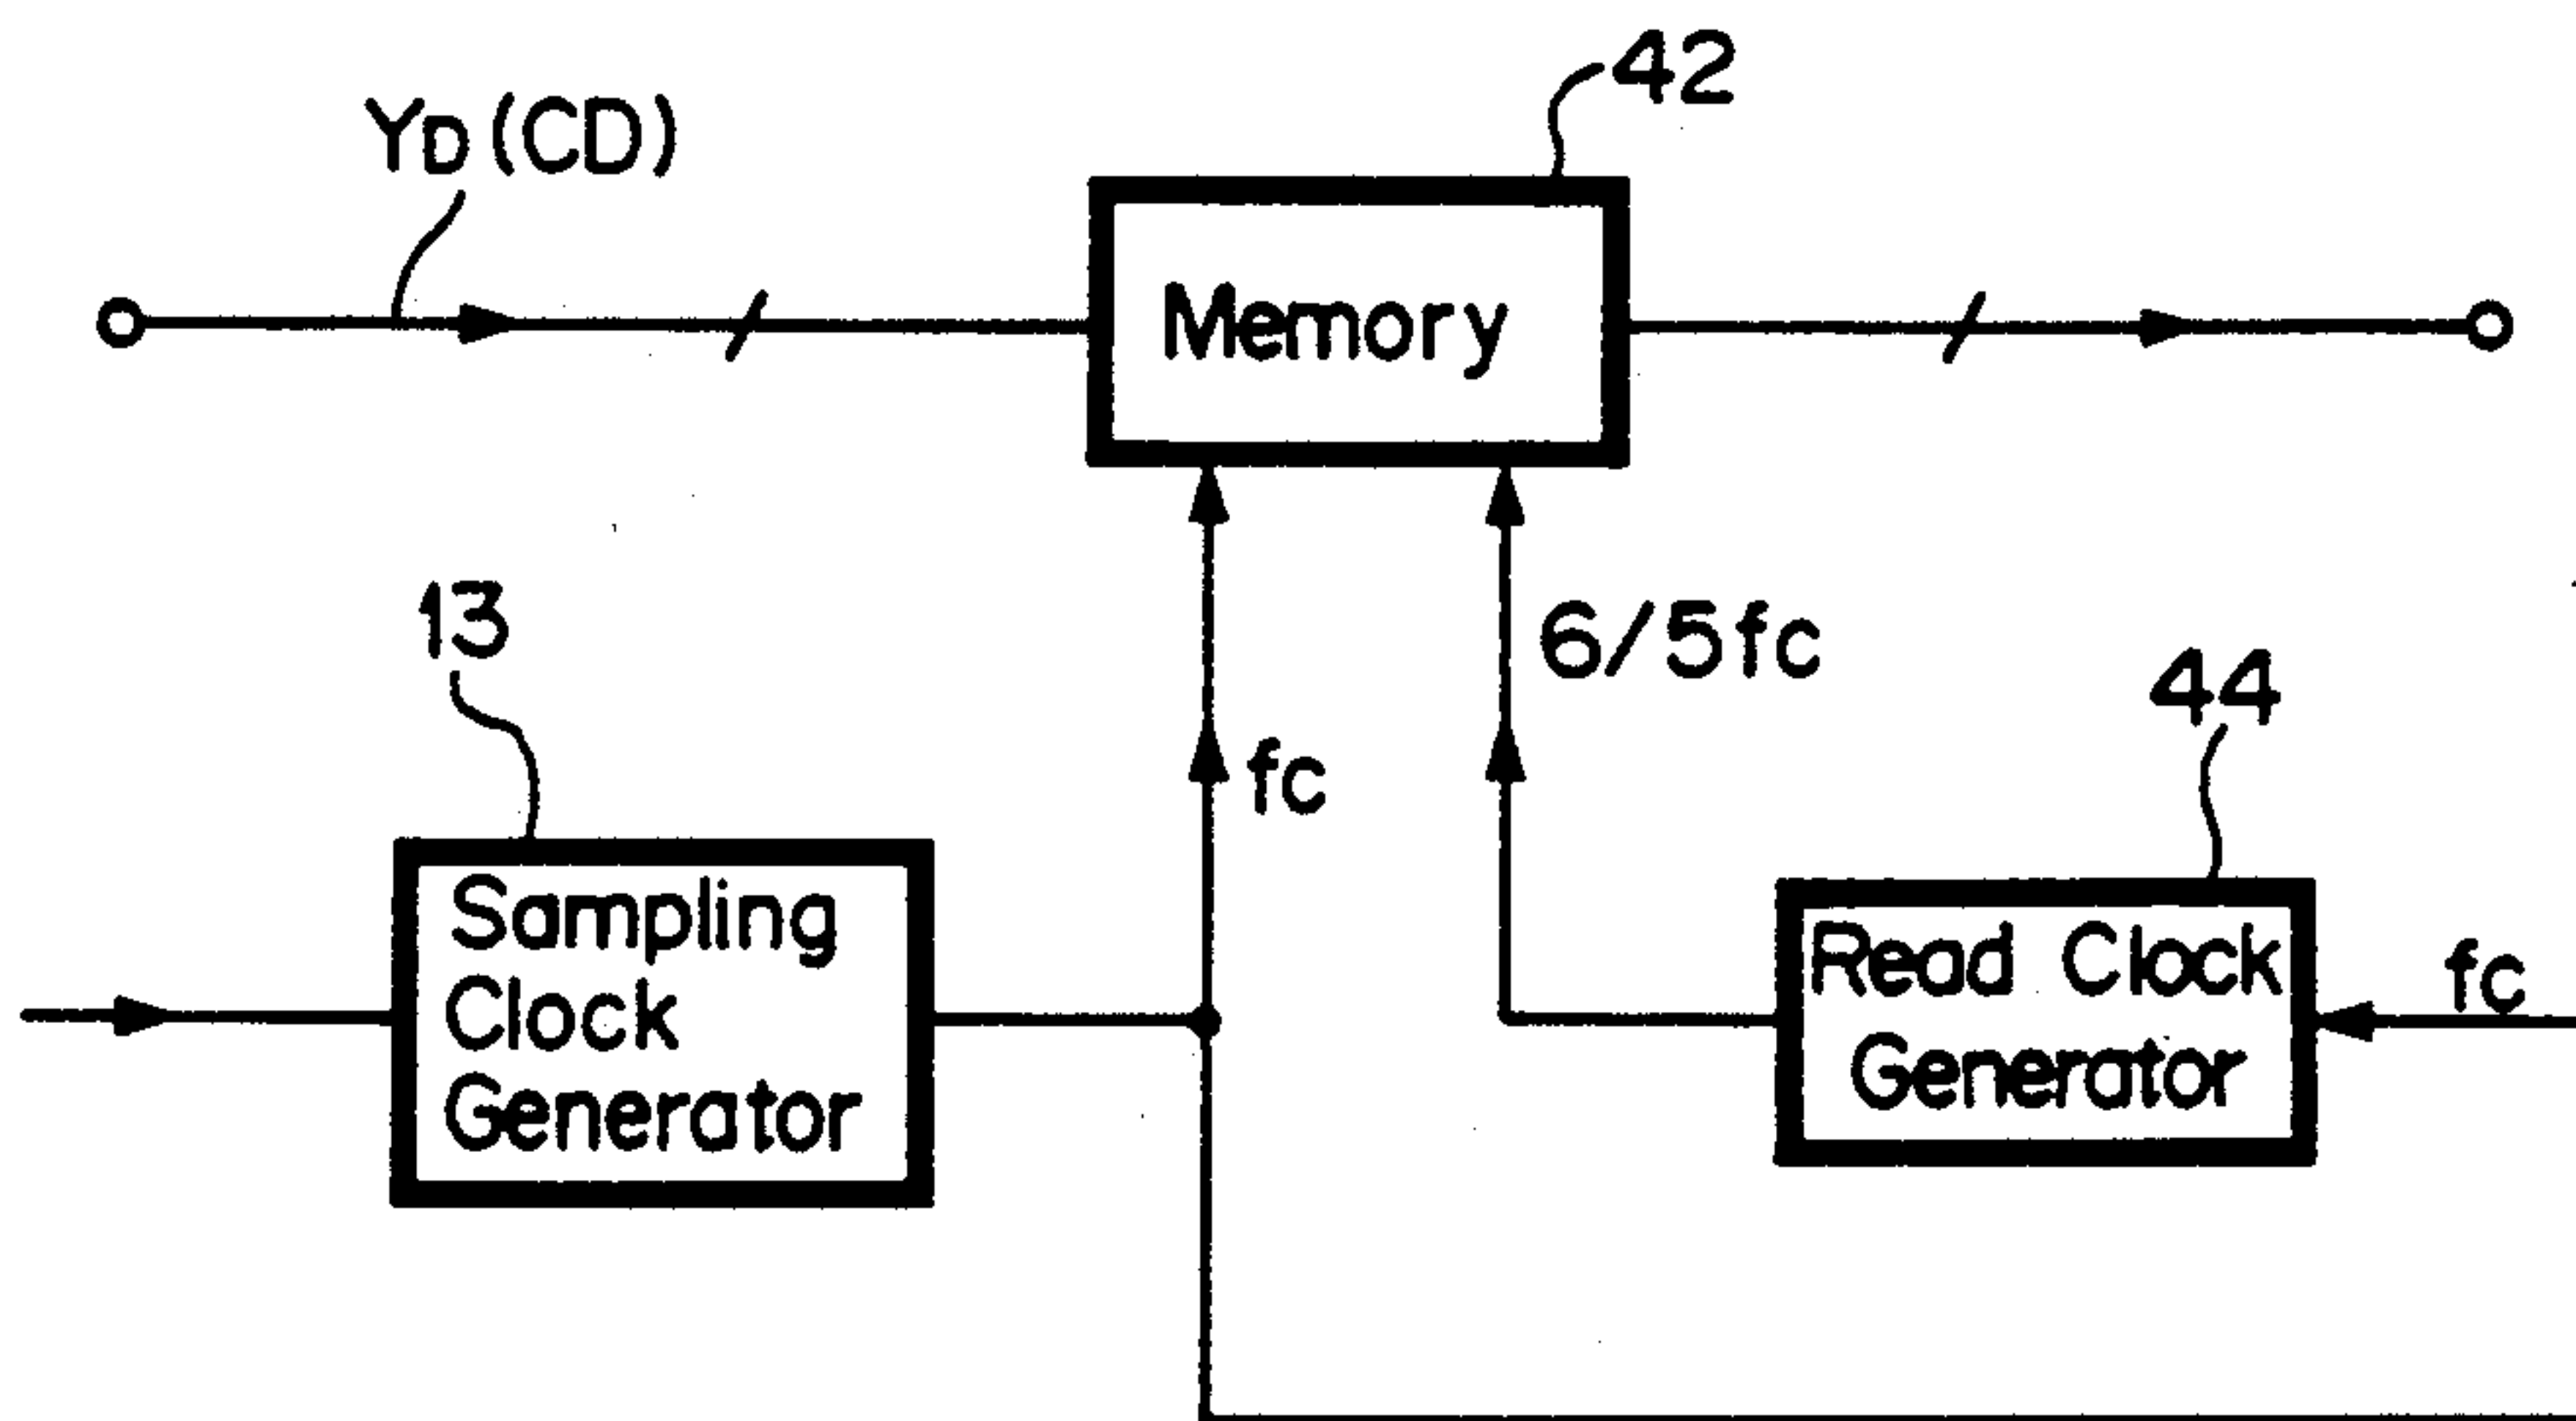 42
YD (CD)
Memory
13
6/5fc
44
fc
Sampling
Clock
Generator
Read Clock
Generator
fc